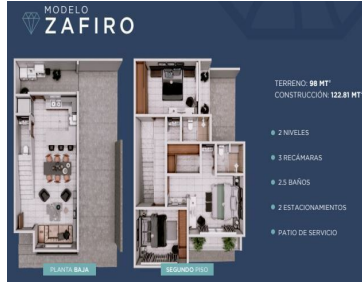 MODELO
ZAFIRO
TERRENO: 98 MT²
CONSTRUCCIÓN: 122.81 MT²
2 NIVELES
3 RECÁMARAS
2.5 BAÑOS
2 ESTACIONAMIENTOS
PATIO DE SERVICIO
PLANTA BAJA
SEGUNDO PISO